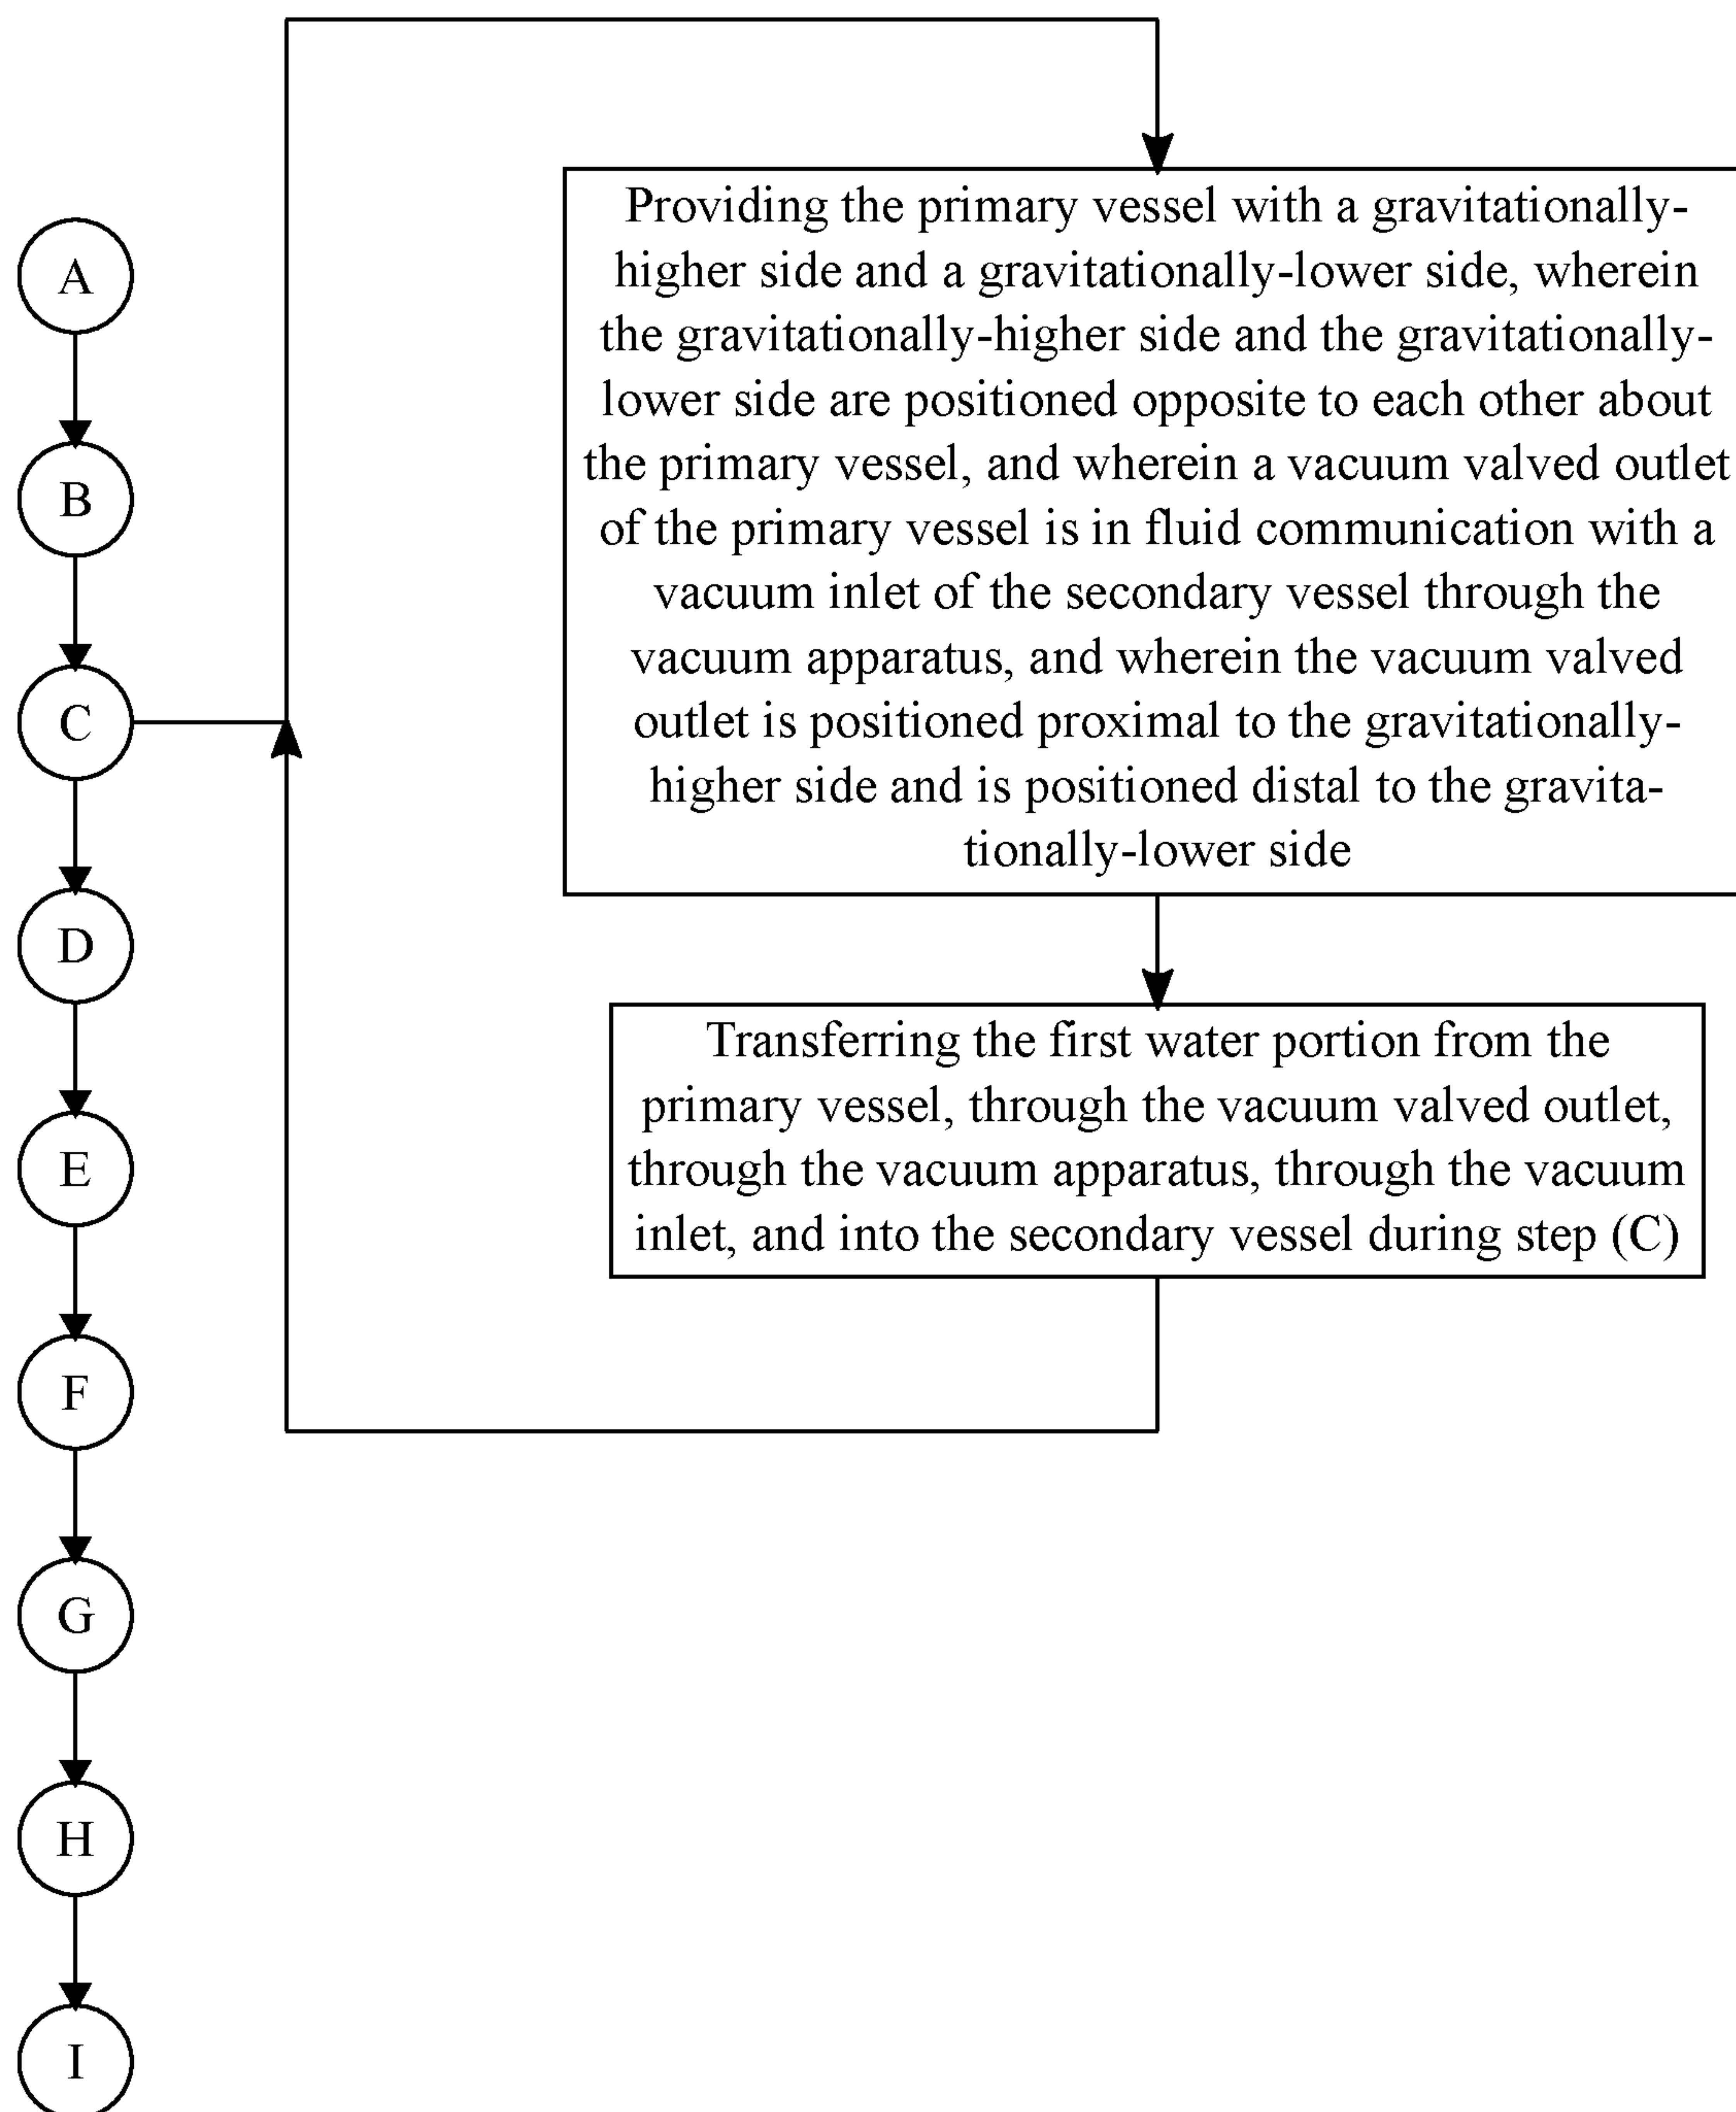 A
B
C
D
E
F
G
H
I
Providing the primary vessel with a gravitationally-
higher side and a gravitationally-lower side, wherein
the gravitationally-higher side and the gravitationally-
lower side are positioned opposite to each other about
the primary vessel, and wherein a vacuum valved outlet
of the primary vessel is in fluid communication with a
vacuum inlet of the secondary vessel through the
vacuum apparatus, and wherein the vacuum valved
outlet is positioned proximal to the gravitationally-
higher side and is positioned distal to the gravita-
tionally-lower side
Transferring the first water portion from the
primary vessel, through the vacuum valved outlet,
through the vacuum apparatus, through the vacuum
inlet, and into the secondary vessel during step (C)